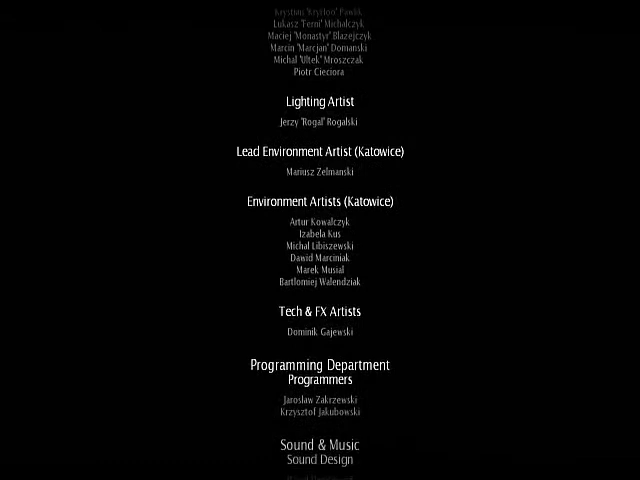 Lukasz "Ferni" Michalczyk
Maciej "Monastyr" Blazejczyk
Marcin "Marcjan" Domanski
Michal "Ultek" Mroszczak
Piotr Cieciora
Lighting Artist
Jerzy "Rogal" Rogalski
Lead Environment Artist (Katowice)
Mariusz Zelmanski
Environment Artists (Katowice)
Artur Kowalczyk
Izabela Kus
Michal Libiszewski
Dawid Marciniak
Marek Musial
Bartlomiej Walendziak
Tech & FX Artists
Dominik Gajewski
Programming Department
Programmers
Jaroslaw Zakrzewski
Krzysztof Jakubowski
Sound & Music
Sound Design